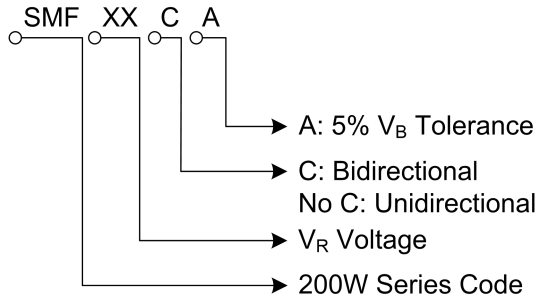 SMF XX C A
A: 5% VB Tolerance
C: Bidirectional
No C: Unidirectional
VR Voltage
200W Series Code